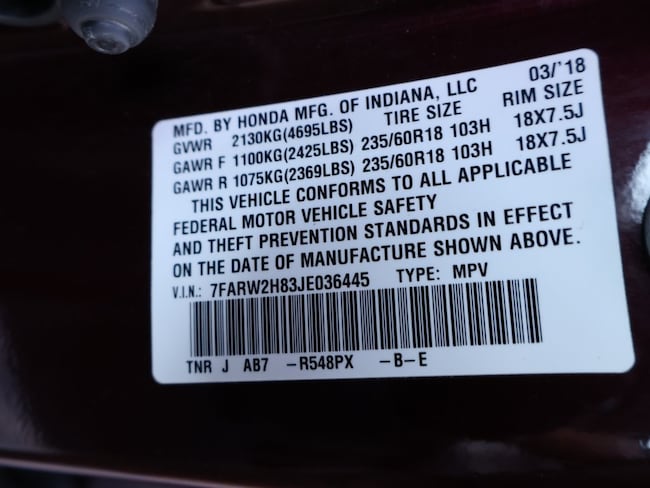 MFD. BY HONDA MFG. OF INDIANA, LLC 03/'18
GVWR 2130KG(4695LBS) TIRE SIZE RIM SIZE
GAWR F 1100KG(2425LBS) 235/60R18 103H 18X7.5J
GAWR R 1075KG(2369LBS) 235/60R18 103H 18X7.5J
THIS VEHICLE CONFORMS TO ALL APPLICABLE
FEDERAL MOTOR VEHICLE SAFETY
AND THEFT PREVENTION STANDARDS IN EFFECT
ON THE DATE OF MANUFACTURE SHOWN ABOVE.
V.I.N.: 7FARW2H83JE036445 TYPE: MPV
TNR J AB7 -R548PX -B-E